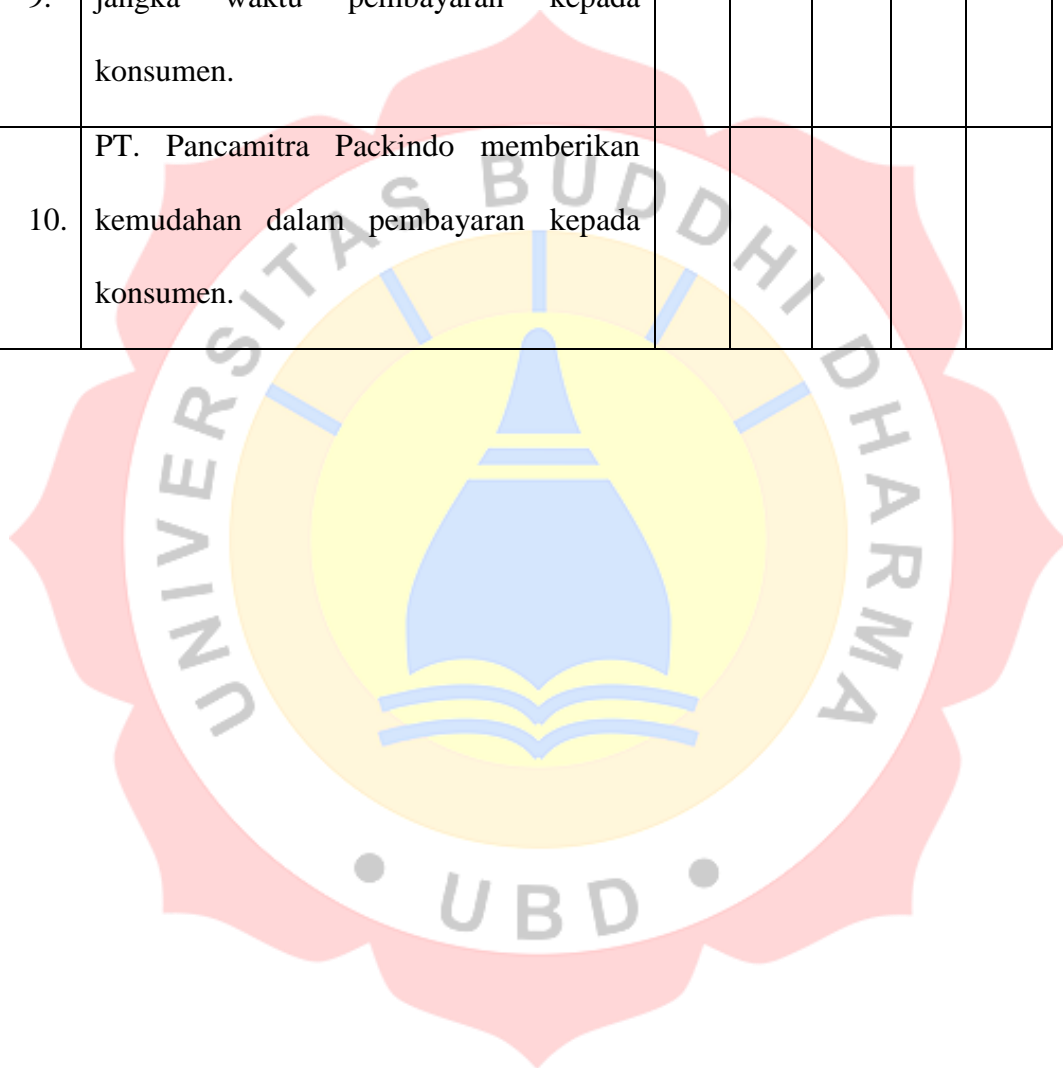 9. jangka waktu pembayaran kepada
konsumen.
PT. Pancamitra Packindo memberikan
10. kemudahan dalam pembayaran kepada
konsumen.
UNIVERSITAS BUDDHI DHARMA
• UBD •